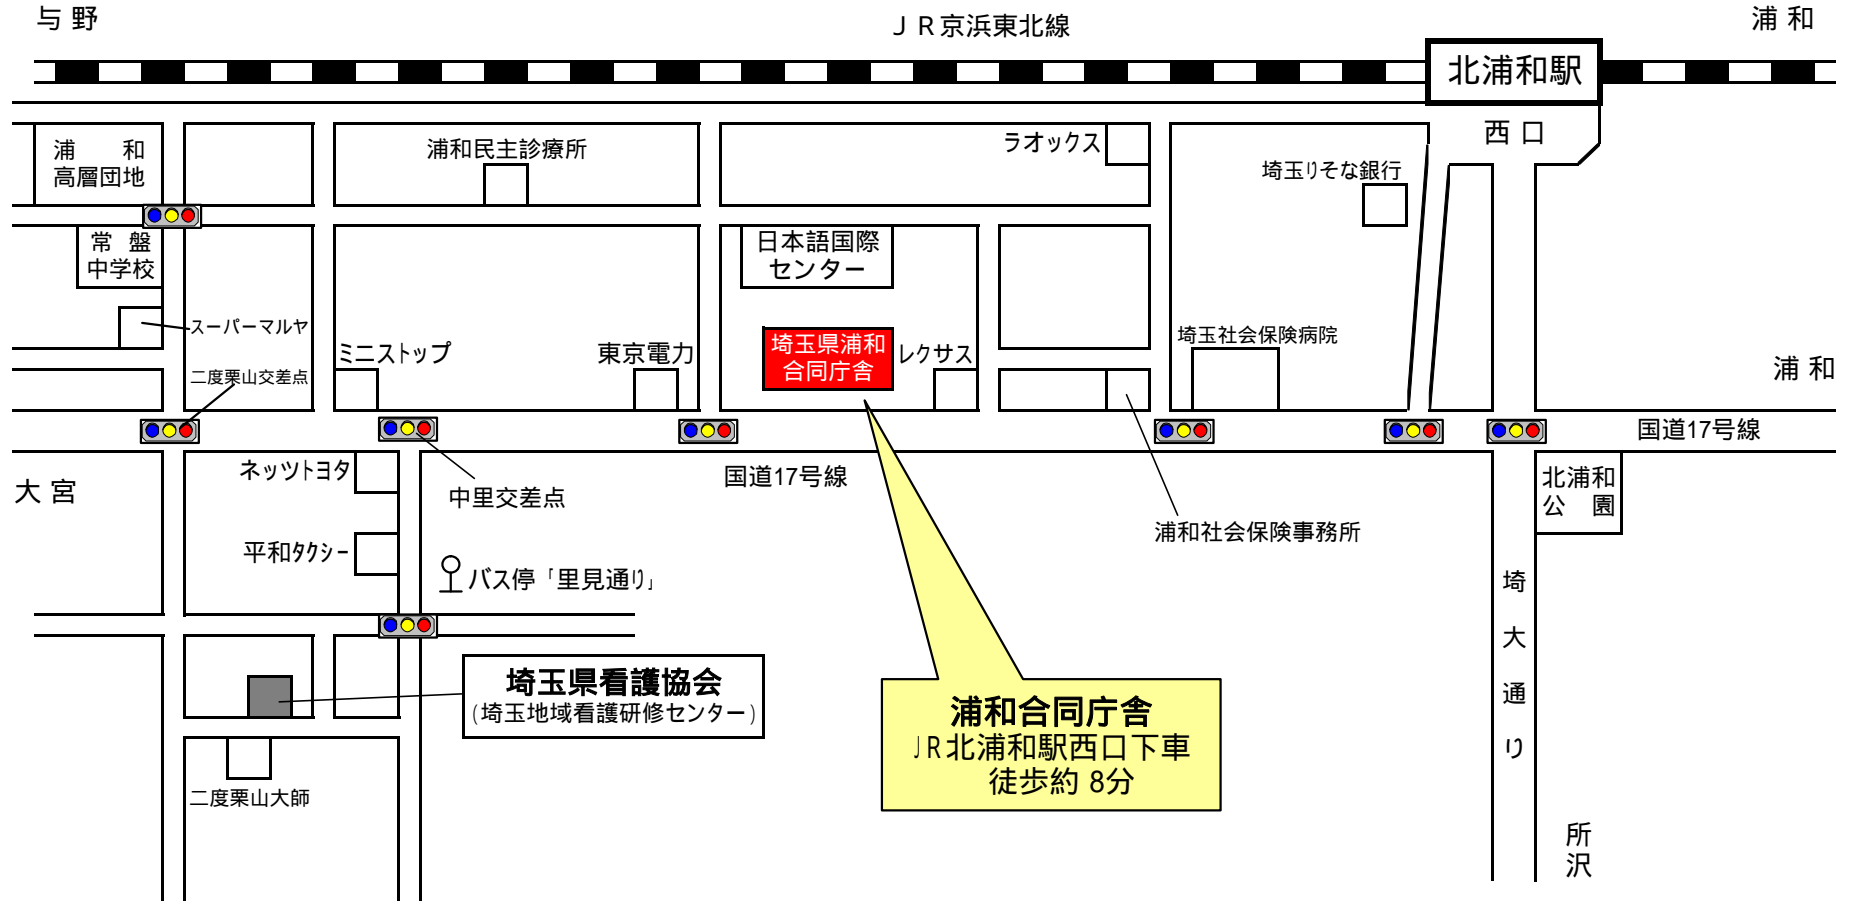 与野
ＪＲ京浜東北線
浦和
北浦和駅
西口
浦　和
高層団地
浦和民主診療所
ラオックス
埼玉りそな銀行
常　盤
中学校
日本語国際
センター
スーパーマルヤ
ミニストップ
東京電力
埼玉県浦和
合同庁舎
レクサス
埼玉社会保険病院
二度栗山交差点
浦和
国道17号線
大宮
ネッツトヨタ
中里交差点
国道17号線
北浦和
公　園
浦和社会保険事務所
平和タクシー
バス停「里見通り」
埼大通り
埼玉県看護協会
(埼玉地域看護研修センター)
浦和合同庁舎
JR北浦和駅西口下車
徒歩約 8分
二度栗山大師
所沢